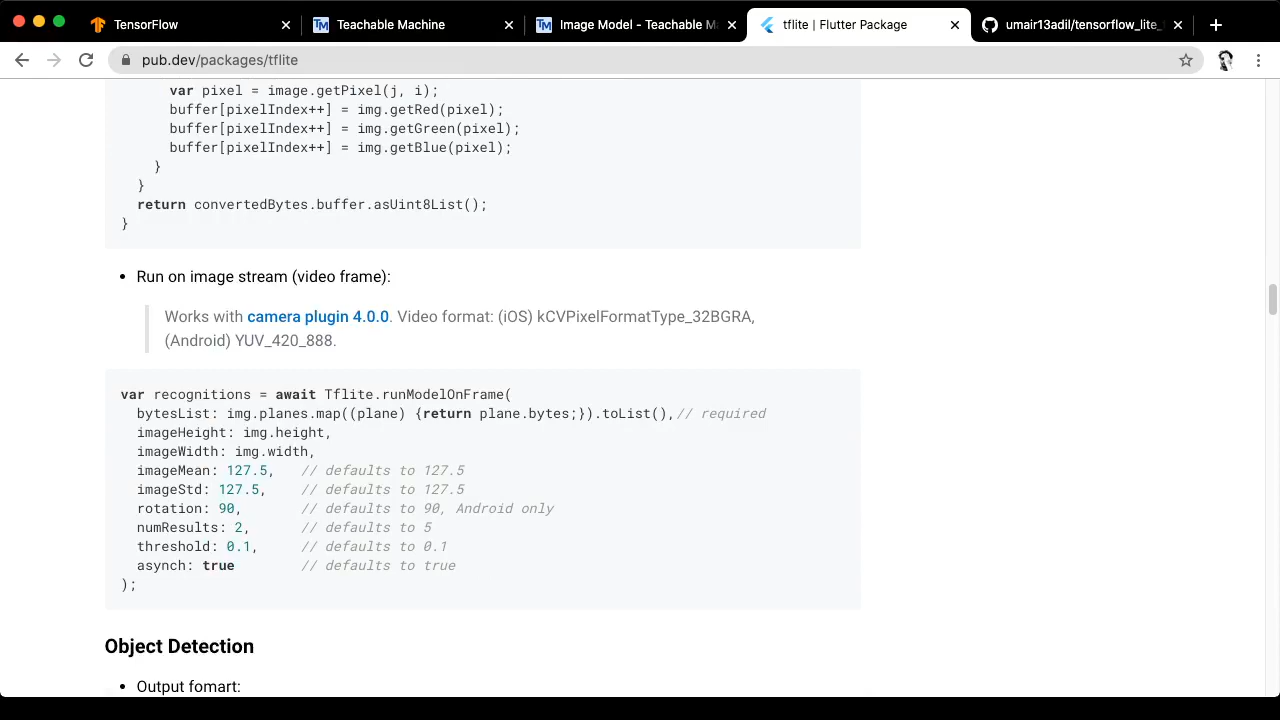 TensorFlow
Teachable Machine
Image Model - Teachable Ma
tflite | Flutter Package
umair13adil/tensorflow_lite_
pub.dev/packages/tflite
var pixel = image.getPixel(j, i);
buffer[pixelIndex++] = img.getRed(pixel);
buffer[pixelIndex++] = img.getGreen(pixel);
buffer[pixelIndex++] = img.getBlue(pixel);
}
}
return convertedBytes.buffer.asUint8List();
}
• Run on image stream (video frame):
Works with camera plugin 4.0.0. Video format: (iOS) kCVPixelFormatType_32BGRA,
(Android) YUV_420_888.
var recognitions = await Tflite.runModelOnFrame(
bytesList: img.planes.map((plane) {return plane.bytes;}).toList(),// required
imageHeight: img.height,
imageWidth: img.width,
imageMean: 127.5,   // defaults to 127.5
imageStd: 127.5,    // defaults to 127.5
rotation: 90,       // defaults to 90, Android only
numResults: 2,      // defaults to 5
threshold: 0.1,     // defaults to 0.1
asynch: true        // defaults to true
);
Object Detection
• Output fomart: